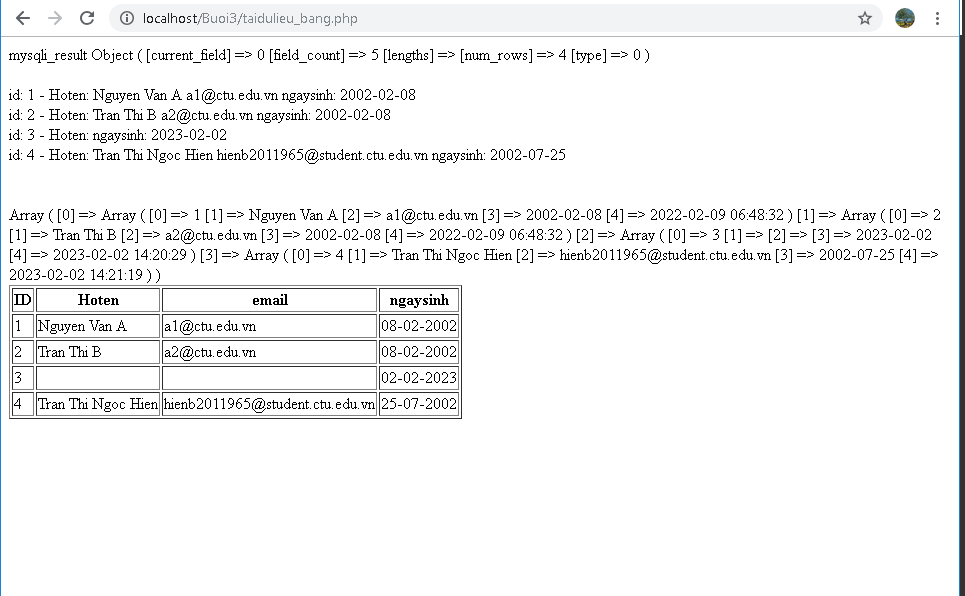 localhost/Buoi3/taidulieu_bang.php
mysqli_result Object ( [current_field] => 0 [field_count] => 5 [lengths] => [num_rows] => 4 [type] => 0 )
id: 1 - Hoten: Nguyen Van A a1@ctu.edu.vn ngaysinh: 2002-02-08
id: 2 - Hoten: Tran Thi B a2@ctu.edu.vn ngaysinh: 2002-02-08
id: 3 - Hoten: ngaysinh: 2023-02-02
id: 4 - Hoten: Tran Thi Ngoc Hien hienb2011965@student.ctu.edu.vn ngaysinh: 2002-07-25
Array ( [0] => Array ( [0] => 1 [1] => Nguyen Van A [2] => a1@ctu.edu.vn [3] => 2002-02-08 [4] => 2022-02-09 06:48:32 ) [1] => Array ( [0] => 2
[1] => Tran Thi B [2] => a2@ctu.edu.vn [3] => 2002-02-08 [4] => 2022-02-09 06:48:32 ) [2] => Array ( [0] => 3 [1] => [2] => [3] => 2023-02-02
[4] => 2023-02-02 14:20:29 ) [3] => Array ( [0] => 4 [1] => Tran Thi Ngoc Hien [2] => hienb2011965@student.ctu.edu.vn [3] => 2002-07-25 [4] =>
2023-02-02 14:21:19 ) )
ID Hoten email ngaysinh
1 Nguyen Van A a1@ctu.edu.vn 08-02-2002
2 Tran Thi B a2@ctu.edu.vn 08-02-2002
3 02-02-2023
4 Tran Thi Ngoc Hien hienb2011965@student.ctu.edu.vn 25-07-2002